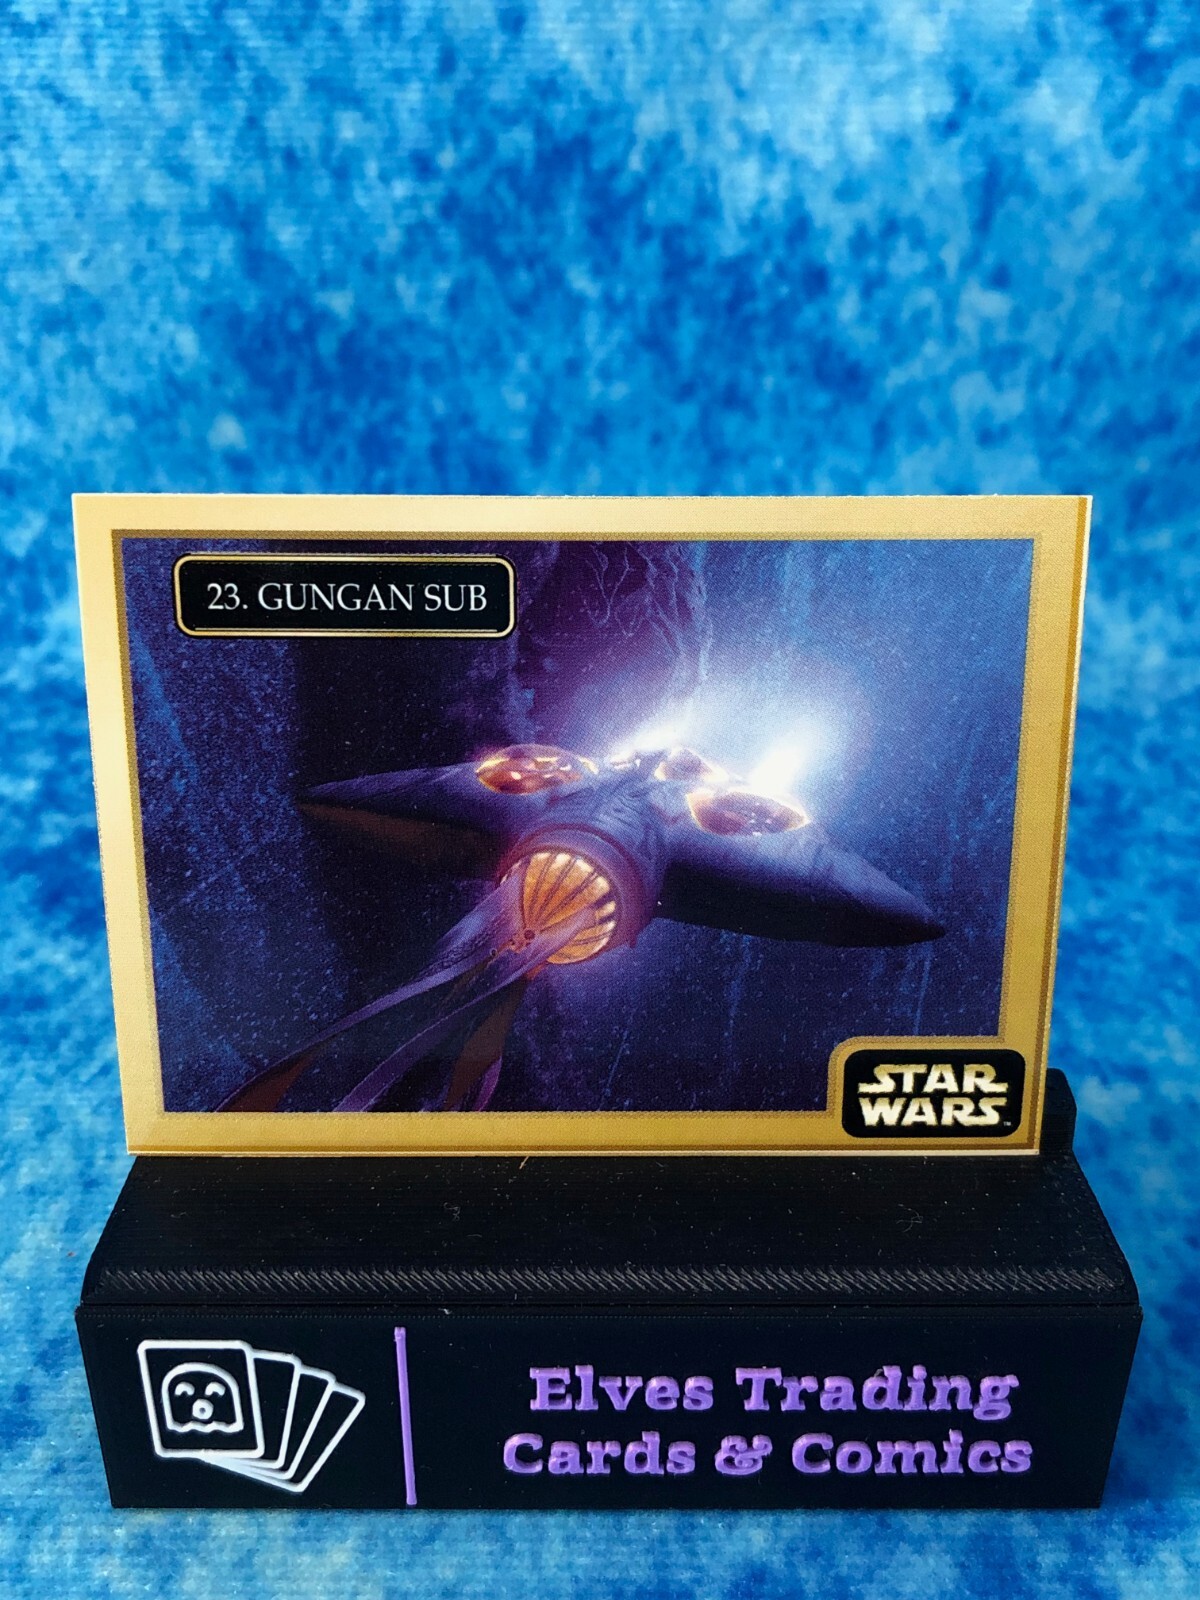 23. GUNGAN SUB
STAR
WARS
Elves Trading
Cards & Comics